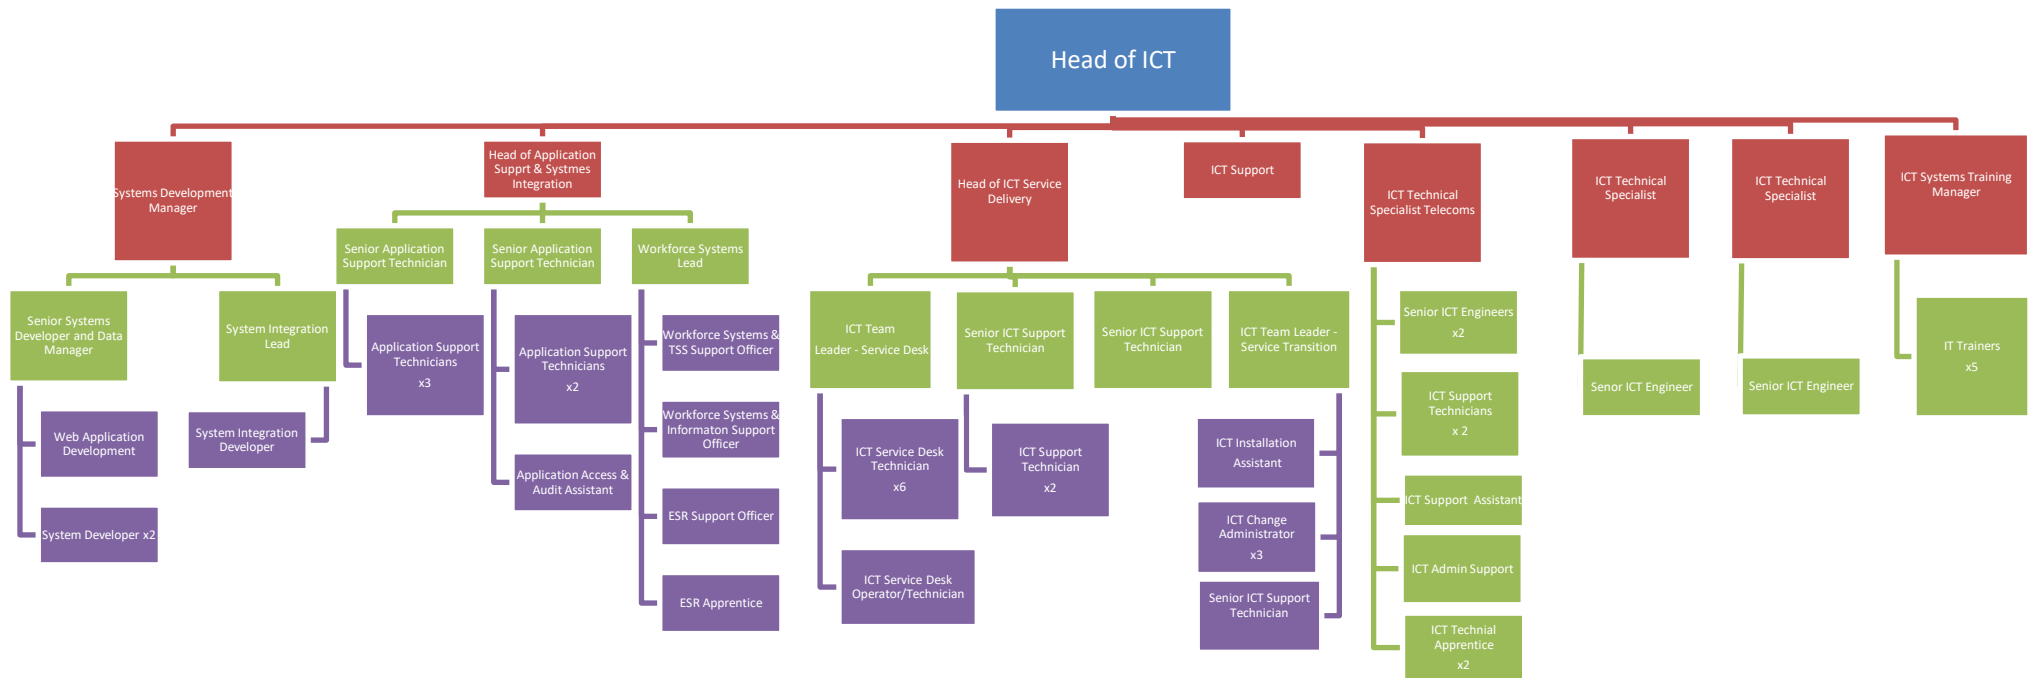 Head of ICT
Systems Development
Manager
Head of Application
Supprt & Systmes
Integration
Head of ICT Service
Delivery
ICT Support
ICT Technical
Specialist Telecoms
ICT Technical
Specialist
ICT Technical
Specialist
ICT Systems Training
Manager
Senior Application
Support Technician
Senior Application
Support Technician
Workforce Systems
Lead
Senior Systems
Developer and Data
Manager
System Integration
Lead
Application Support
Technicians
x3
Application Support
Technicians
x2
Workforce Systems &
TSS Support Officer
ICT Team
Leader - Service Desk
Senior ICT Support
Technician
Senior ICT Support
Technician
ICT Team Leader -
Service Transition
Senior ICT Engineers
x2
IT Trainers
x5
Senor ICT Engineer
Senior ICT Engineer
Web Application
Development
System Integration
Developer
Workforce Systems &
Informaton Support
Officer
ICT Support
Technicians
x 2
ICT Service Desk
Technician
x6
ICT Support
Technician
x2
ICT Installation
Assistant
Application Access &
Audit Assistant
ICT Support  Assistant
System Developer x2
ESR Support Officer
ICT Change
Administrator
x3
ICT Admin Support
ICT Service Desk
Operator/Technician
ESR Apprentice
Senior ICT Support
Technician
ICT Technial
Apprentice
x2